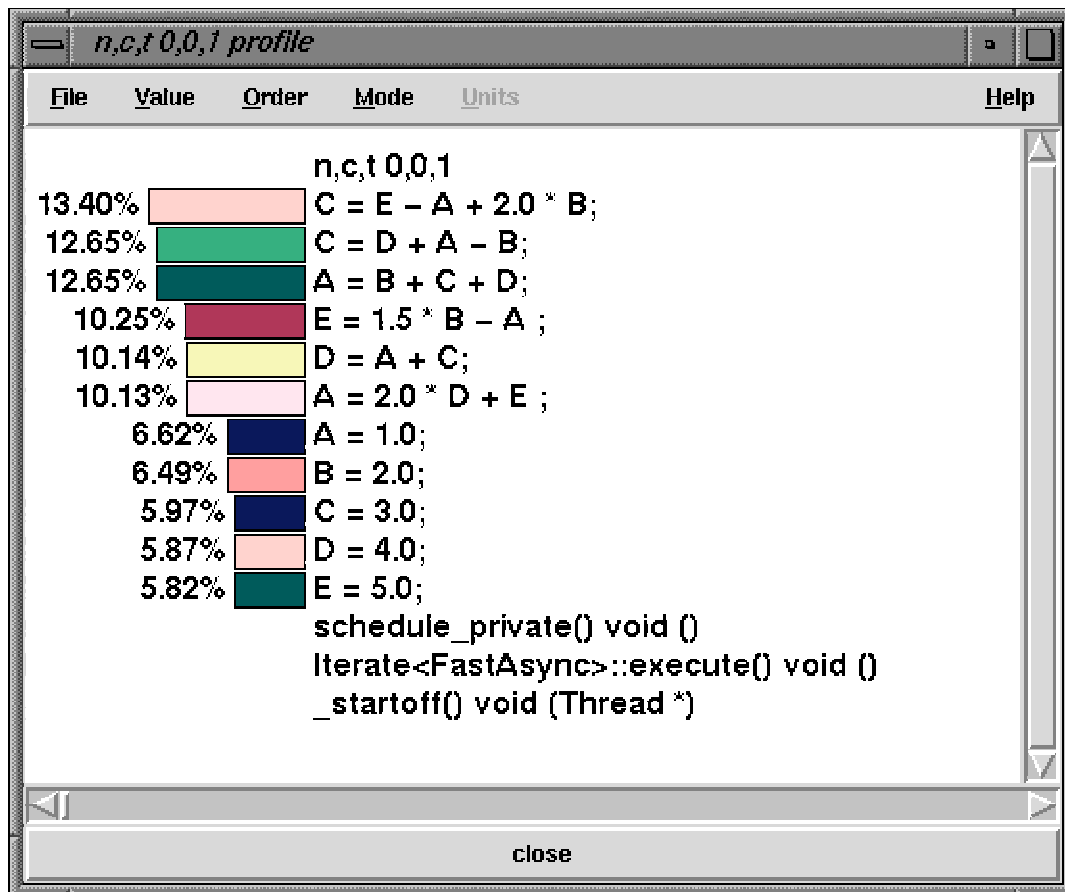 n,c,t 0,0,1 profile
File Value Order Mode Units Help
n,c,t 0,0,1
13.40% C = E - A + 2.0 * B;
12.65% C = D + A - B;
12.65% A = B + C + D;
10.25% E = 1.5 * B - A ;
10.14% D = A + C;
10.13% A = 2.0 * D + E ;
6.62% A = 1.0;
6.49% B = 2.0;
5.97% C = 3.0;
5.87% D = 4.0;
5.82% E = 5.0;
schedule_private() void ()
Iterate<FastAsync>::execute() void ()
_startoff() void (Thread *)
close